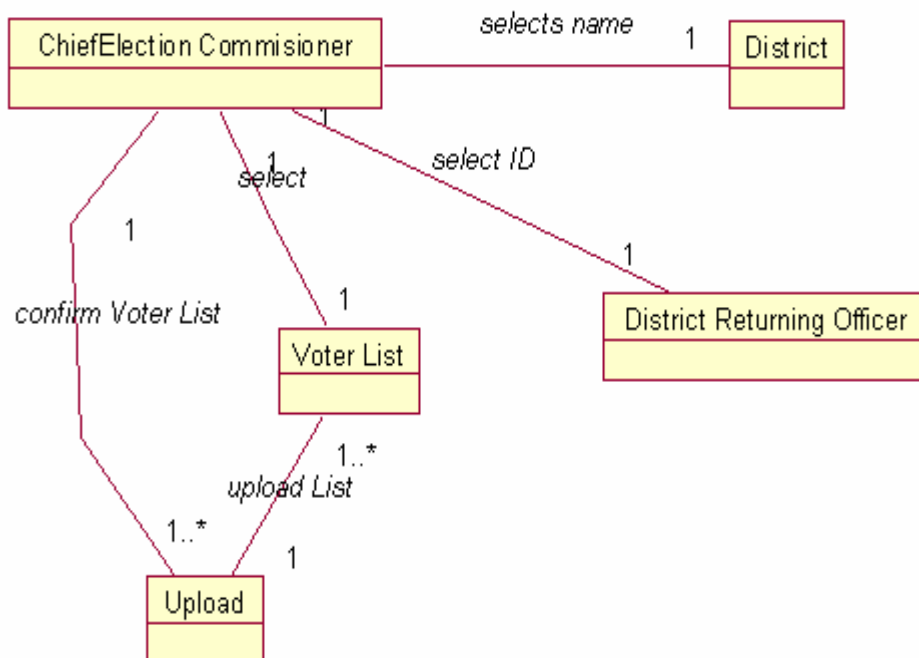 selects name
1
ChiefElection Commisioner
District
1
1
select ID
select
1
1
confirm Voter List
1
District Returning Officer
Voter List
1..*
upload List
1..*
1
Upload